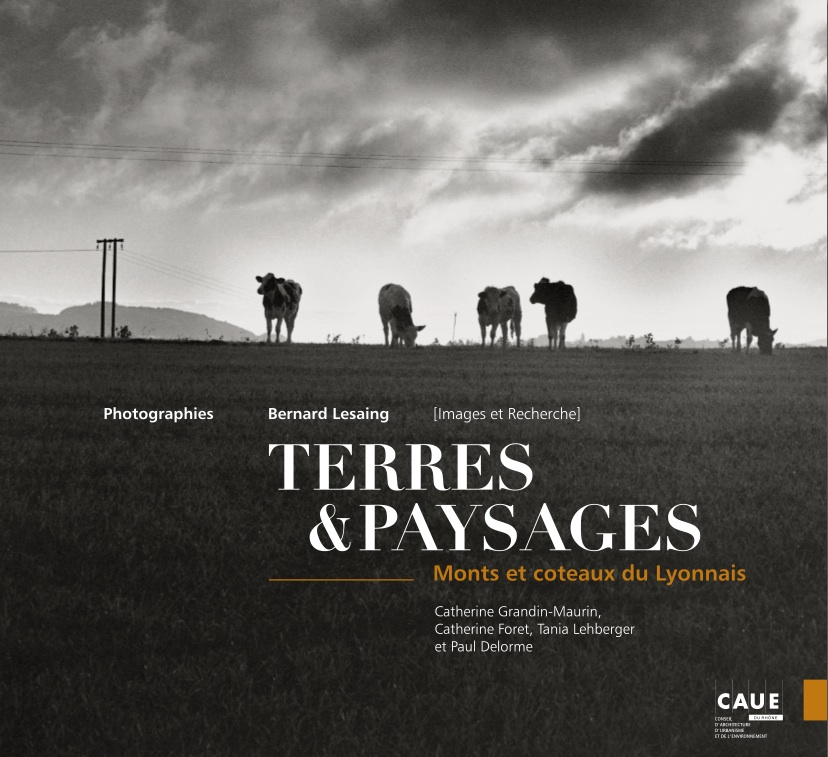 Photographies Bernard Lesaing [Images et Recherche]
TERRES
&PAYSAGES
Monts et coteaux du Lyonnais
Catherine Grandin-Maurin,
Catherine Foret, Tania Lehberger
et Paul Delorme
CAUE
DU RHÔNE
CONSEIL
D'ARCHITECTURE
D'URBANISME
ET DE L'ENVIRONNEMENT